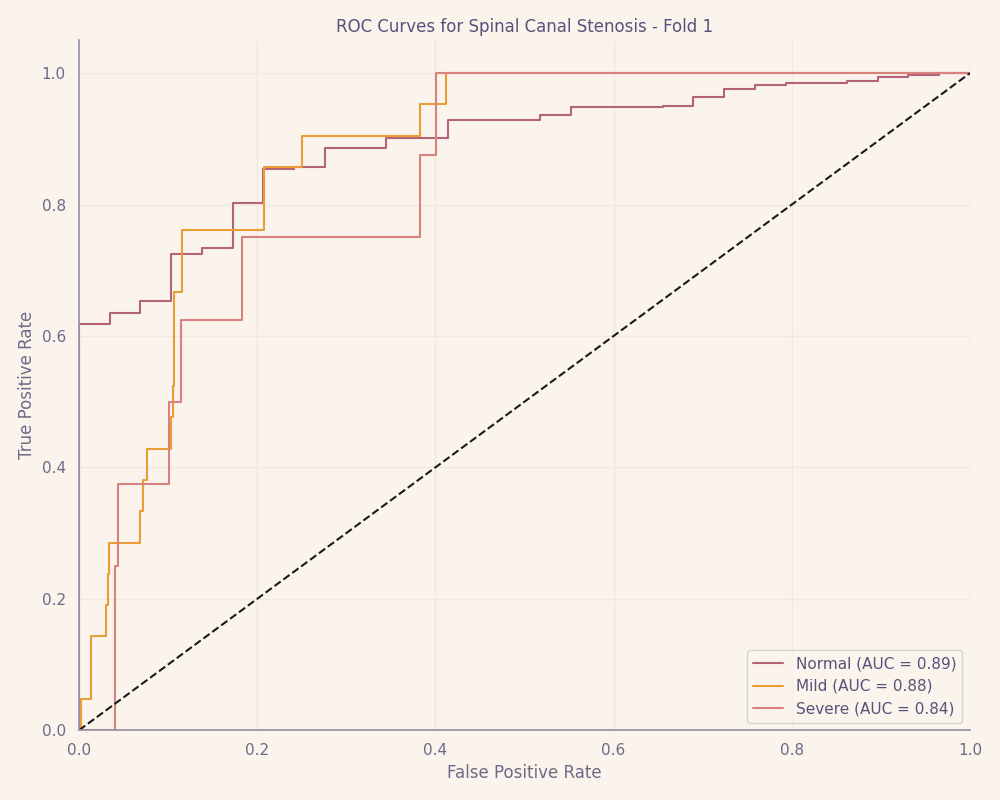 ROC Curves for Spinal Canal Stenosis - Fold 1
True Positive Rate
1.0
0.8
0.6
0.4
0.2
0.0
0.0 0.2 0.4 0.6 0.8 1.0
False Positive Rate
Normal (AUC = 0.89)
Mild (AUC = 0.88)
Severe (AUC = 0.84)